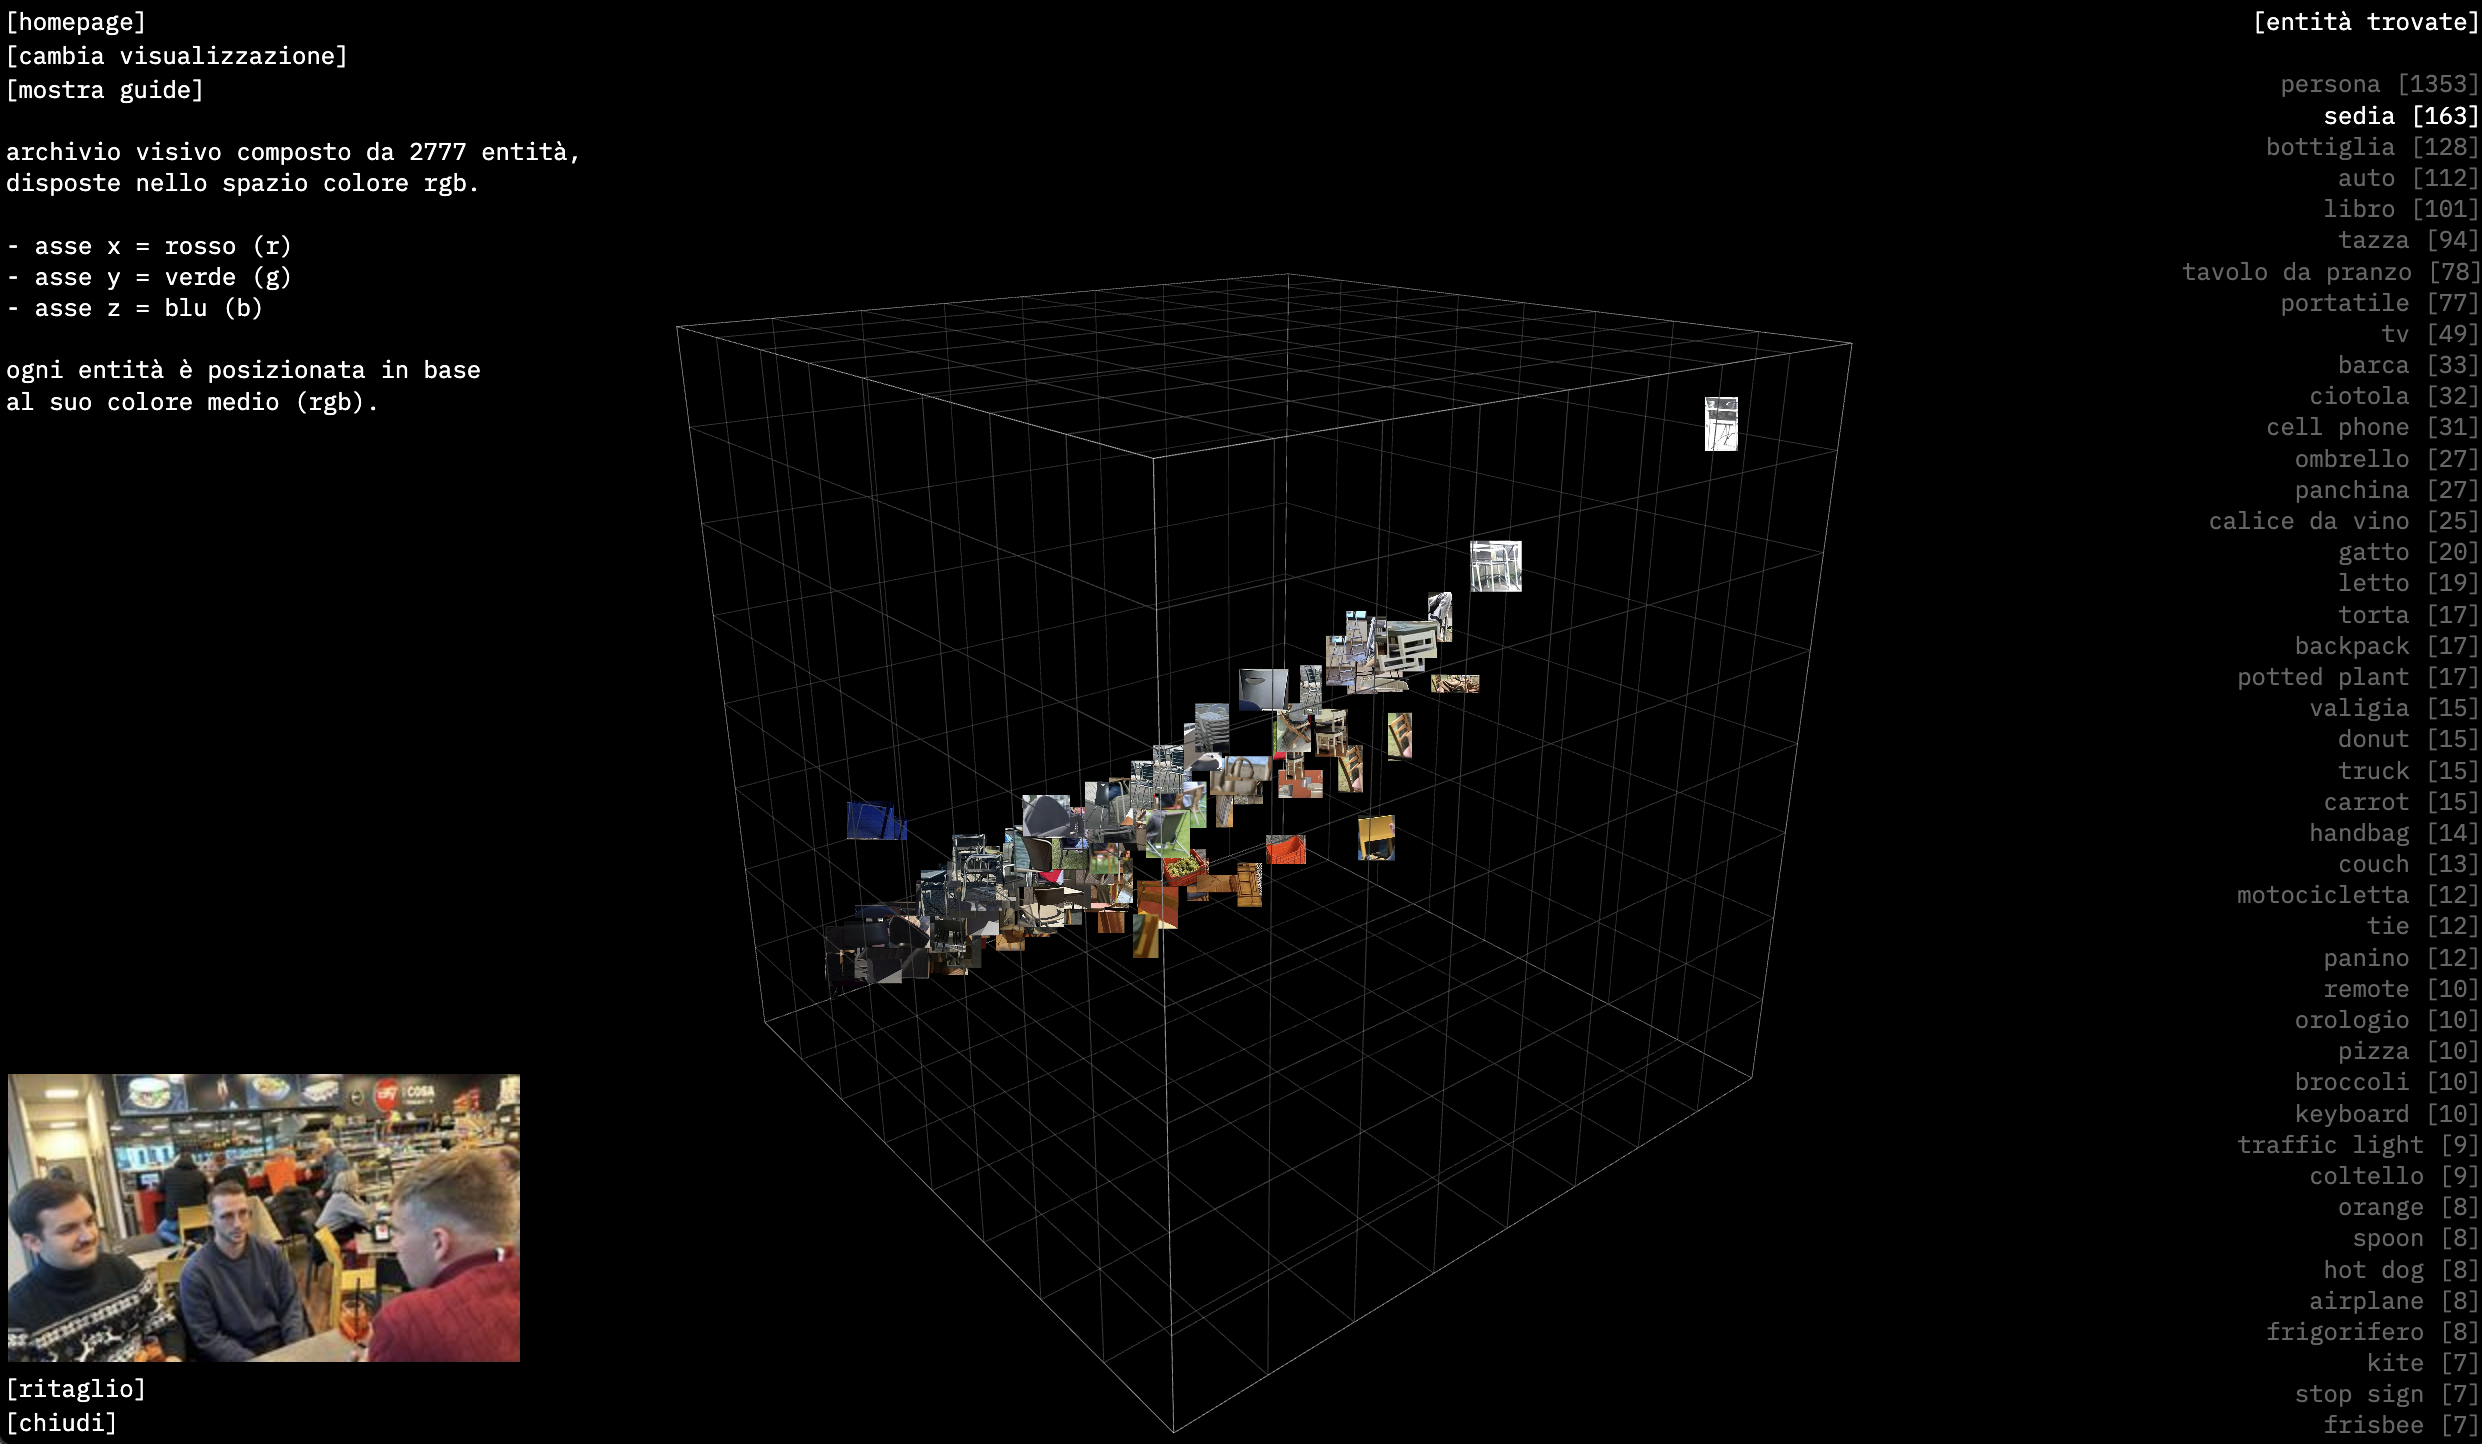 [homepage]
[cambia visualizzazione]
[mostra guide]
archivio visivo composto da 2777 entità,
disposte nello spazio colore rgb.
- asse x = rosso (r)
- asse y = verde (g)
- asse z = blu (b)
ogni entità è posizionata in base
al suo colore medio (rgb).
COSA
[ritaglio]
[chiudi]
[entità trovate]
persona [1353]
sedia [163]
bottiglia [128]
auto [112]
libro [101]
tazza [94]
tavolo da pranzo [78]
portatile [77]
tv [49]
barca [33]
ciotola [32]
cell phone [31]
ombrello [27]
panchina [27]
calice da vino [25]
gatto [20]
letto [19]
torta [17]
backpack [17]
potted plant [17]
valigia [15]
donut [15]
truck [15]
carrot [15]
handbag [14]
couch [13]
motocicletta [12]
tie [12]
panino [12]
remote [10]
orologio [10]
pizza [10]
broccoli [10]
keyboard [10]
traffic light [9]
coltello [9]
orange [8]
spoon [8]
hot dog [8]
airplane [8]
frigorifero [8]
kite [7]
stop sign [7]
frisbee [7]